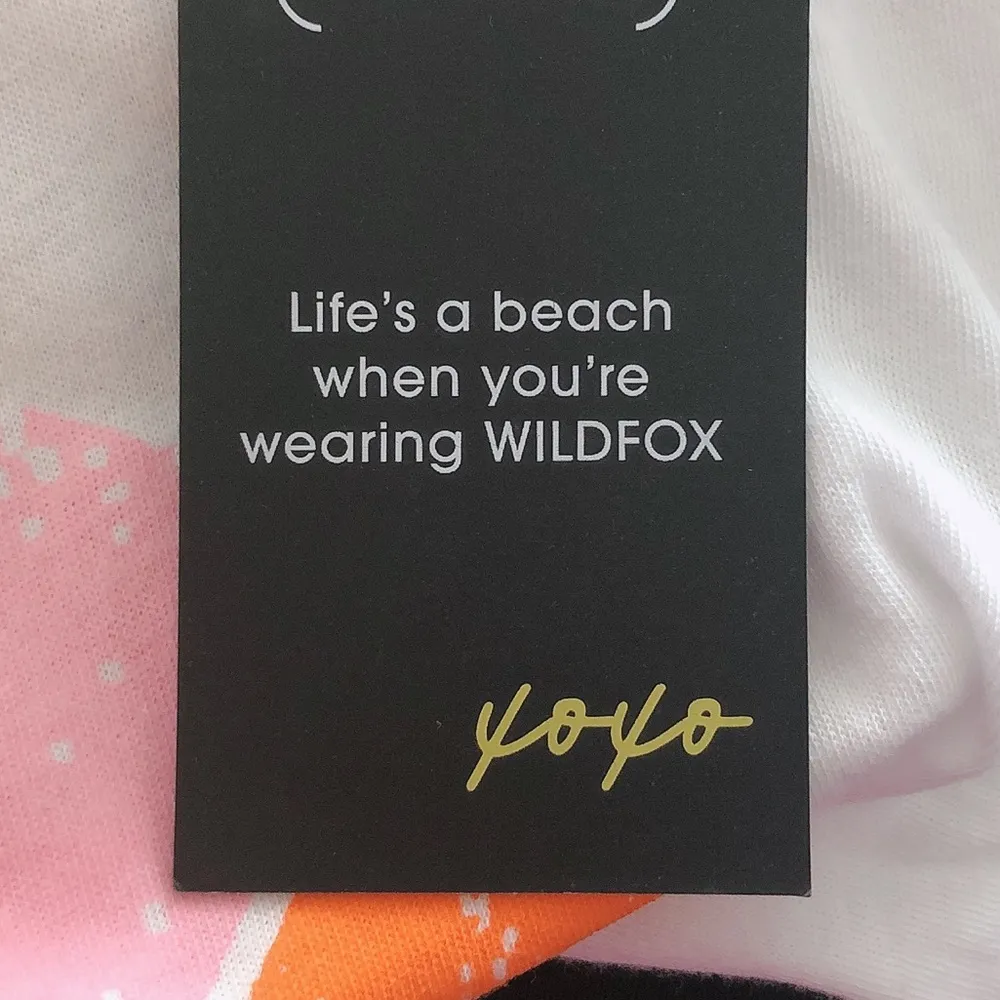 Life’s a beach
when you’re
wearing WILDFOX
xoxo